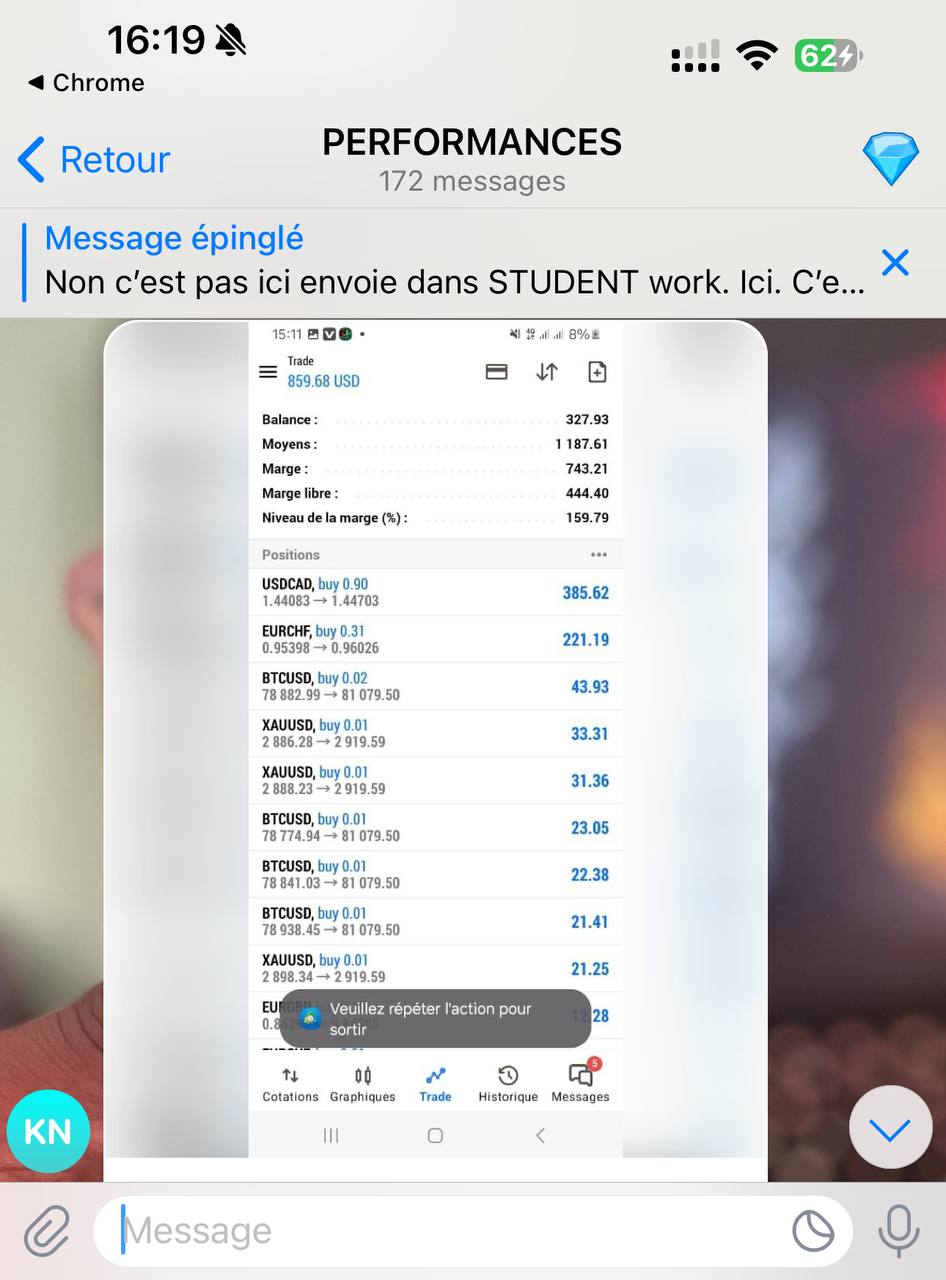 16:19
62
Chrome
Retour
PERFORMANCES
172 messages
Message épinglé
Non c’est pas ici envoie dans STUDENT work. Ici. C’e...
15:11
4G
8%
Trade
859.68 USD
Balance : 327.93
Moyens : 1 187.61
Marge : 743.21
Marge libre : 444.40
Niveau de la marge (%) : 159.79
Positions
USDCAD, buy 0.90
385.62
1.44083 → 1.44703
EURCHF, buy 0.31
221.19
0.95398 → 0.96026
BTCUSD, buy 0.02
43.93
78 882.99 → 81 079.50
XAUUSD, buy 0.01
33.31
2 886.28 → 2 919.59
XAUUSD, buy 0.01
31.36
2 888.23 → 2 919.59
BTCUSD, buy 0.01
23.05
78 774.94 → 81 079.50
BTCUSD, buy 0.01
22.38
78 841.03 → 81 079.50
BTCUSD, buy 0.01
21.41
78 938.45 → 81 079.50
XAUUSD, buy 0.01
21.25
2 898.34 → 2 919.59
12.28
Veuillez répéter l'action pour
sortir
5
Cotations Graphiques Trade Historique Messages
KN
Message